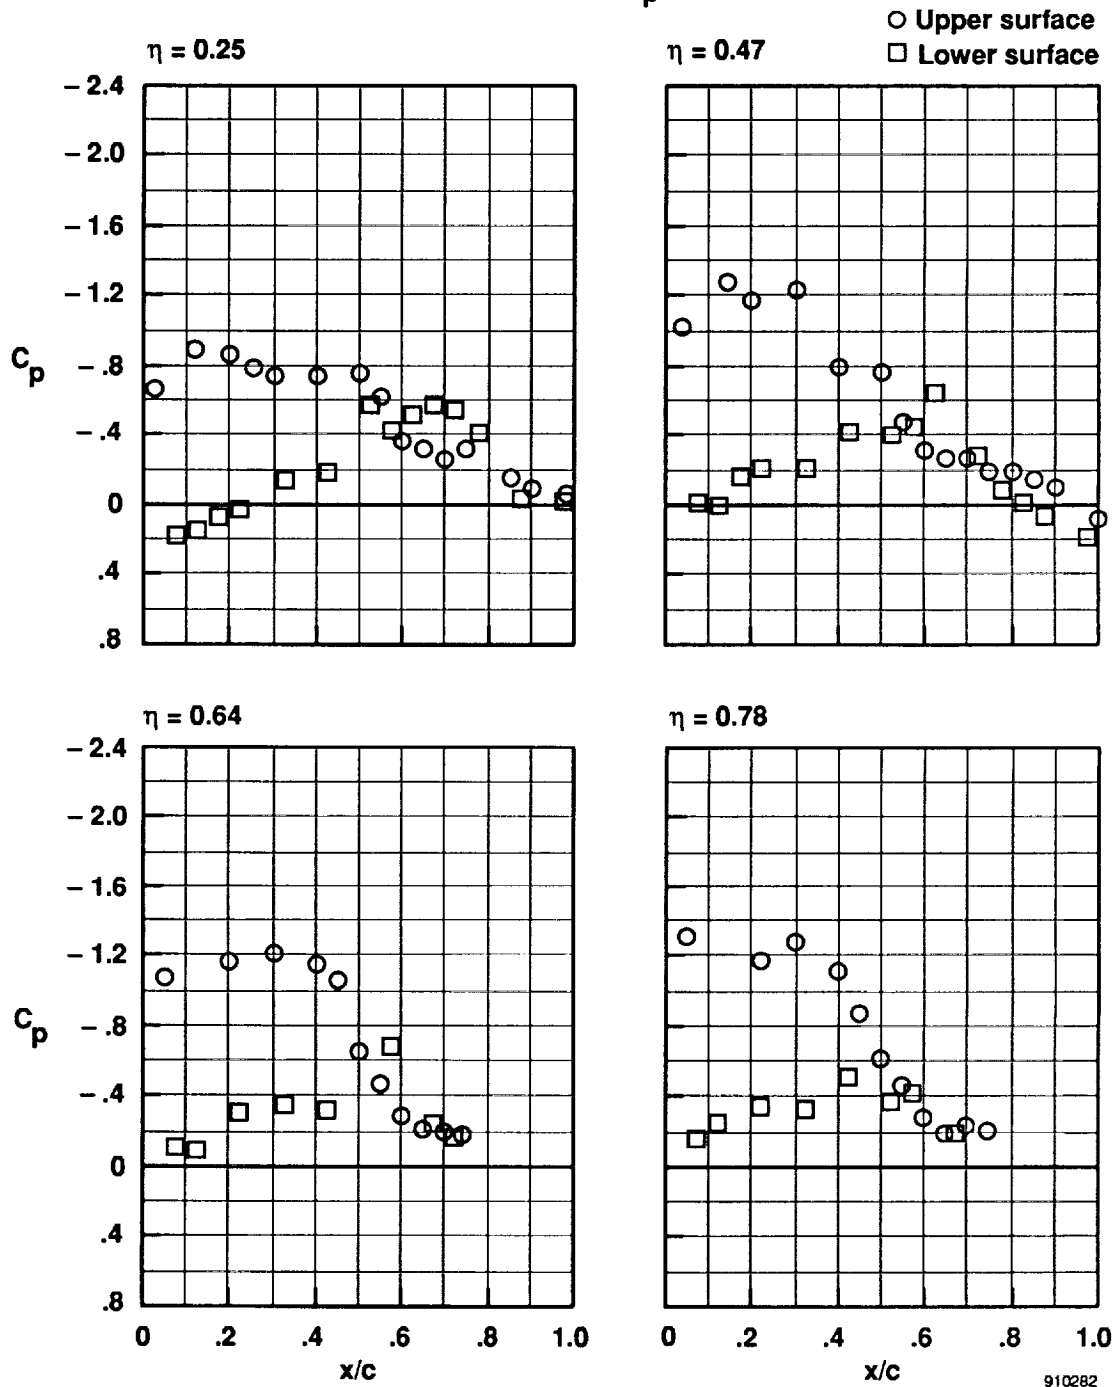 p
○ Upper surface
□ Lower surface
η = 0.25
η = 0.47
– 2.4
– 2.0
– 1.6
– 1.2
Cp
– .8
– .4
0
.4
.8
η = 0.64
η = 0.78
– 2.4
– 2.0
– 1.6
– 1.2
Cp
– .8
– .4
0
.4
.8
0 .2 .4 .6 .8 1.0
0 .2 .4 .6 .8 1.0
x/c
x/c
910282